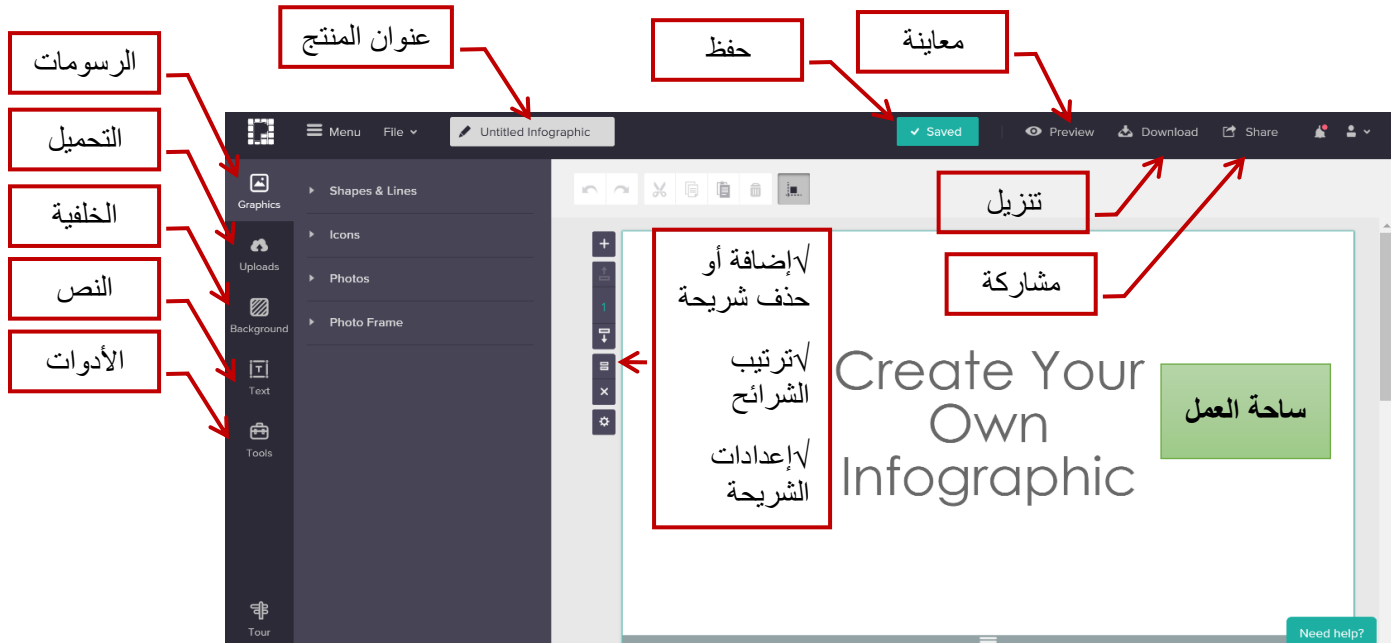 عنوان المنتج
حفظ
معاينة
الرسومات
التحميل
الخلفية
النص
الأدوات
Menu
File
Untitled Infographic
Saved
Preview
Download
Share
Graphics
Uploads
Background
Text
Tools
Tour
Shapes & Lines
Icons
Photos
Photo Frame
تنزيل
مشاركة
1
√إضافة أو
حذف شريحة
√ترتيب
الشرائح
√إعدادات
الشريحة
Create Your
Own
Infographic
ساحة العمل
Need help?